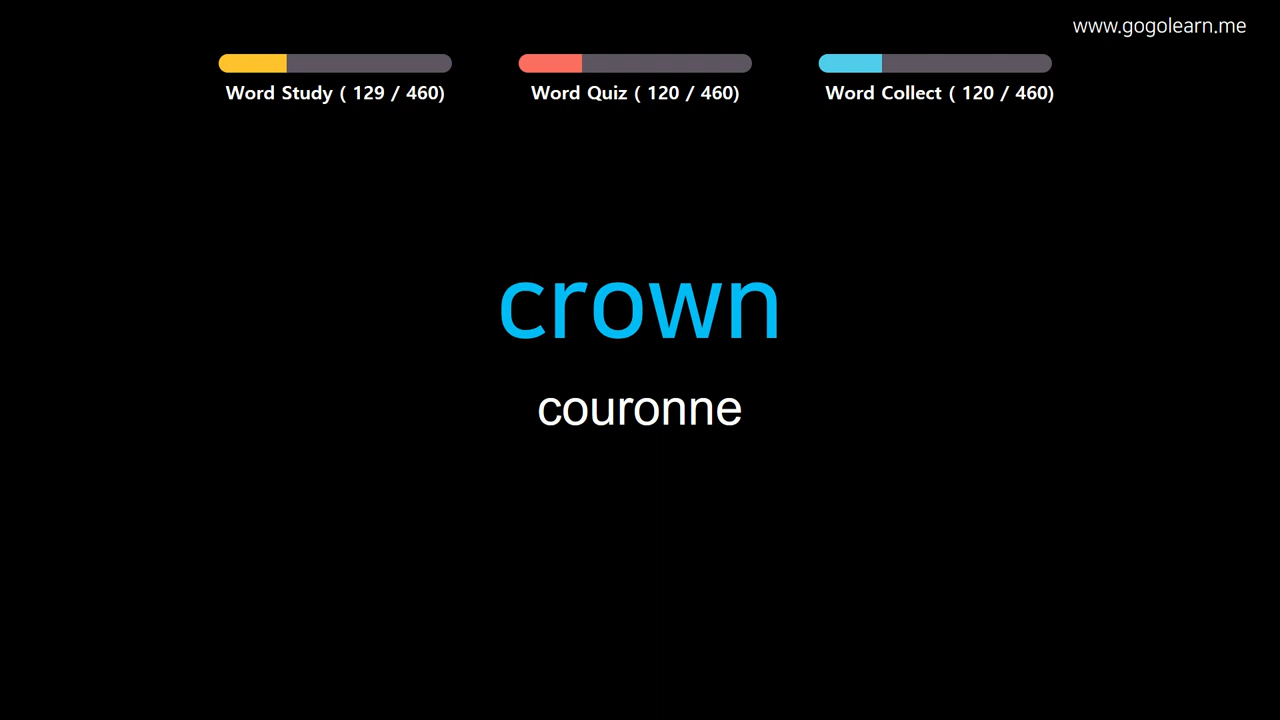 www.gogolearn.me
Word Study ( 129 / 460)
Word Quiz ( 120 / 460)
Word Collect ( 120 / 460)
crown
couronne